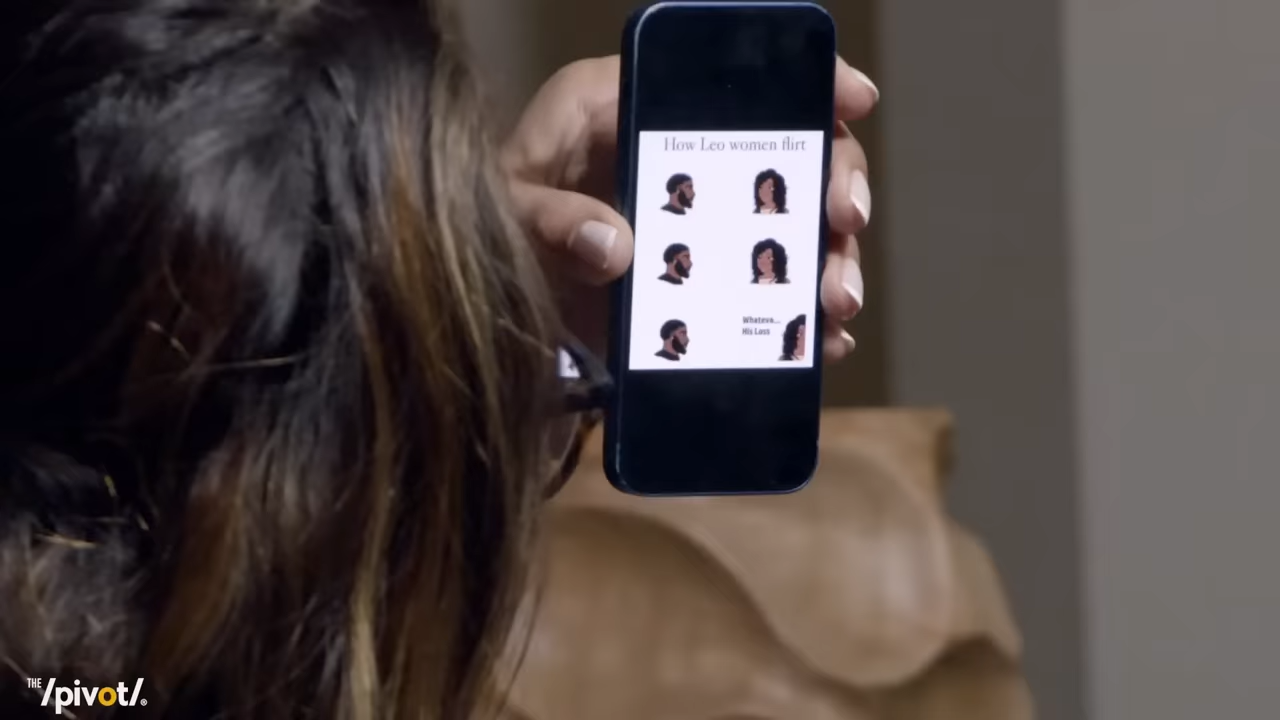 How Leo women flirt
Whateva...
His Loss
THE
/pivot/.®